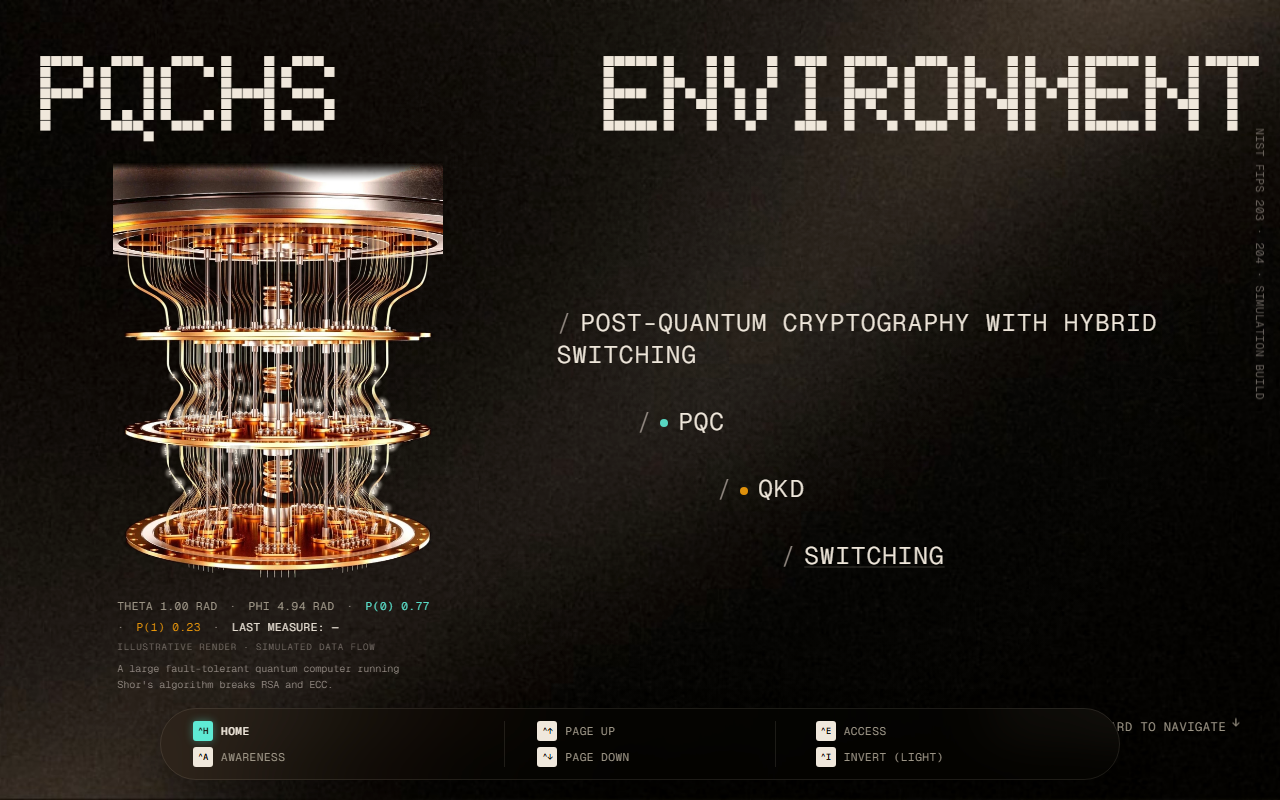 PQCHS ENVIRONMENT
NIST FIPS 203 · 204 · SIMULATION BUILD
/ POST-QUANTUM CRYPTOGRAPHY WITH HYBRID
SWITCHING
/ • PQC
/ • QKD
/ SWITCHING
THETA 1.00 RAD · PHI 4.94 RAD · P(0) 0.77
· P(1) 0.23 · LAST MEASURE: —
ILLUSTRATIVE RENDER · SIMULATED DATA FLOW
A large fault-tolerant quantum computer running
Shor's algorithm breaks RSA and ECC.
^H HOME
^A AWARENESS
^↑ PAGE UP
^↓ PAGE DOWN
^E ACCESS
^I INVERT (LIGHT)
RD TO NAVIGATE ↓